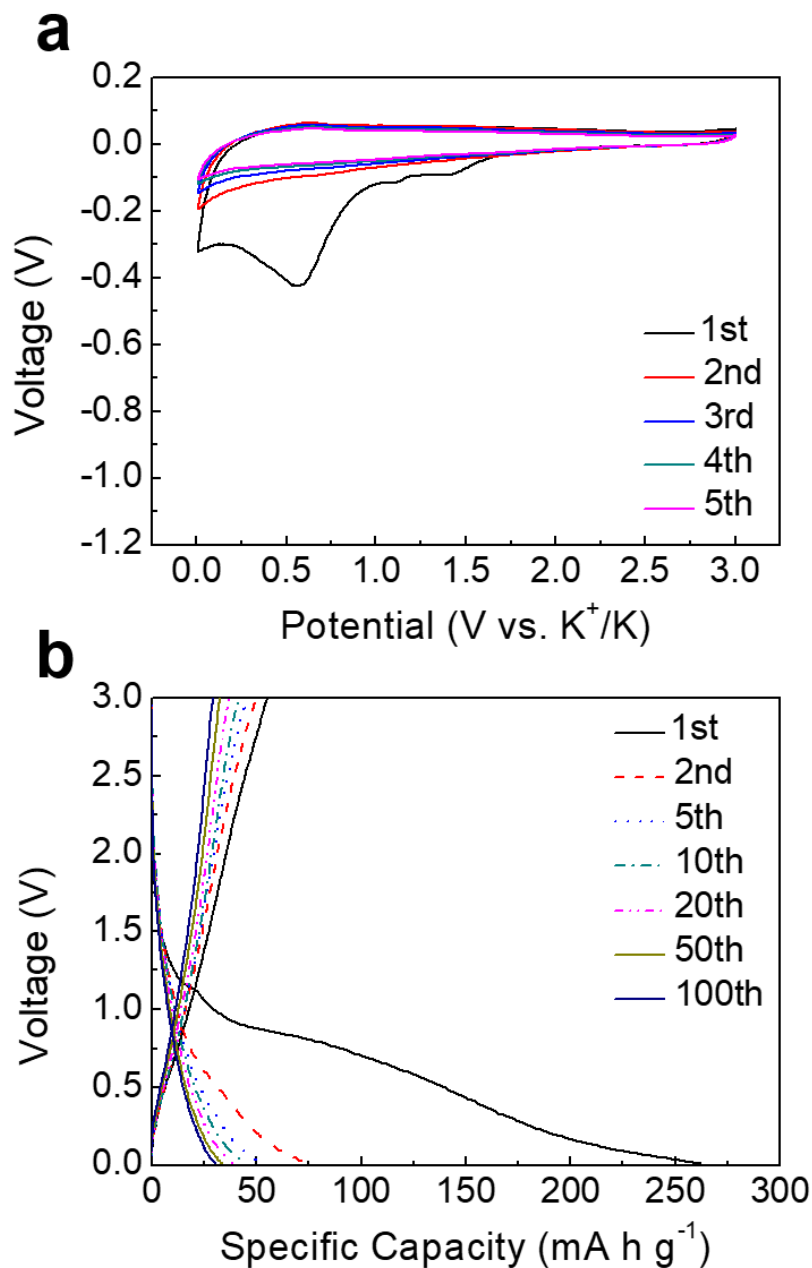 a
0.2
0.0
-0.2
-0.4
-0.6
-0.8
-1.0
-1.2
Voltage (V)
1st
2nd
3rd
4th
5th
0.0 0.5 1.0 1.5 2.0 2.5 3.0
Potential (V vs. K⁺/K)
b
3.0
2.5
2.0
1.5
1.0
0.5
0.0
Voltage (V)
1st
2nd
5th
10th
20th
50th
100th
0 50 100 150 200 250 300
Specific Capacity (mA h g⁻¹)